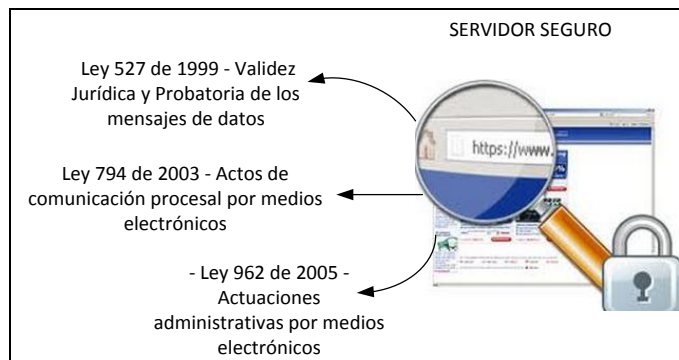 SERVIDOR SEGURO
Ley 527 de 1999 - Validez
Jurídica y Probatoria de los
mensajes de datos
https://www.
Ley 794 de 2003 - Actos de
comunicación procesal por medios
electrónicos
- Ley 962 de 2005 -
Actuaciones
administrativas por medios
electrónicos